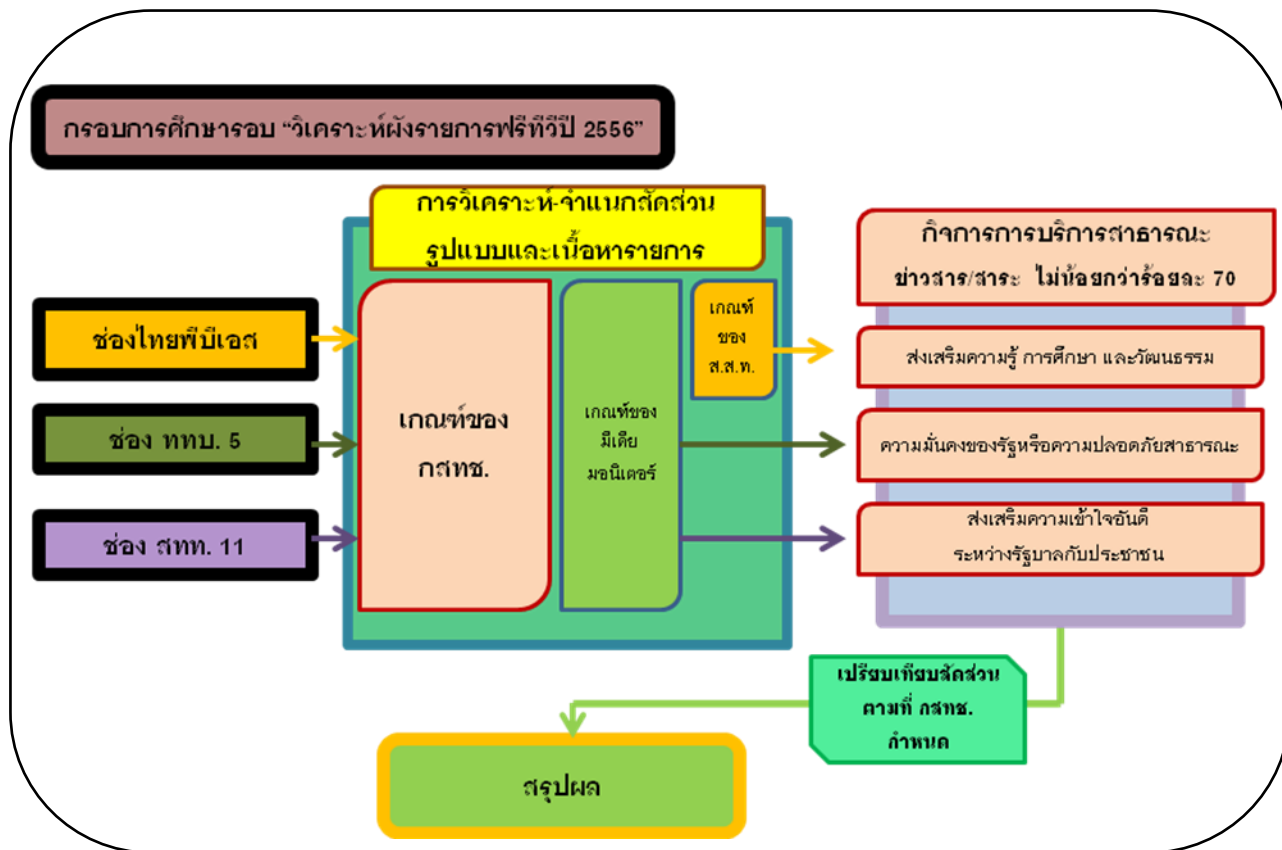 กรอบการศึกษารอบ “วิเคราะห์ผังรายการฟรีทีวีปี 2556”
การวิเคราะห์-จำแนกสัดส่วน
รูปแบบและเนื้อหารายการ
กิจการการบริการสาธารณะ
ข่าวสาร/สาระ ไม่น้อยกว่าร้อยละ 70
ช่องไทยพีบีเอส
ช่อง ททบ. 5
ช่อง สทท. 11
เกณฑ์ของ
กสทช.
เกณฑ์ของ
มีเดีย
มอนิเตอร์
เกณฑ์
ของ
ส.ส.ท.
ส่งเสริมความรู้ การศึกษา และวัฒนธรรม
ความมั่นคงของรัฐหรือความปลอดภัยสาธารณะ
ส่งเสริมความเข้าใจอันดี
ระหว่างรัฐบาลกับประชาชน
เปรียบเทียบสัดส่วน
ตามที่ กสทช.
กำหนด
สรุปผล